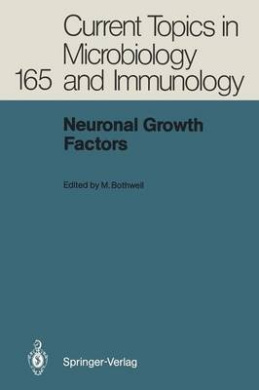 Current Topics in
Microbiology
165 and Immunology
Neuronal Growth
Factors
Edited by M. Bothwell
Springer-Verlag